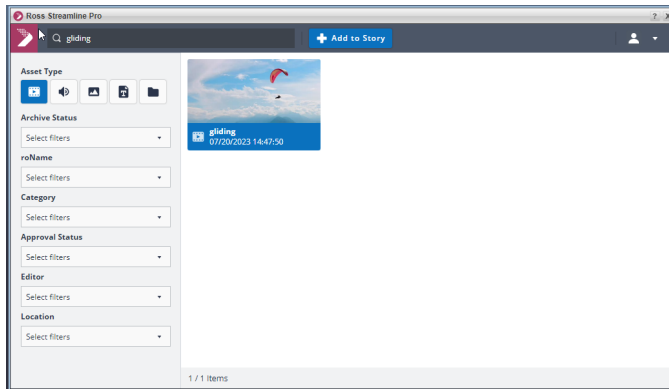 Ross Streamline Pro
? X
gliding
Add to Story
Asset Type
Archive Status
Select filters
roName
Select filters
Category
Select filters
Approval Status
Select filters
Editor
Select filters
Location
Select filters
gliding
07/20/2023 14:47:50
1 / 1 Items